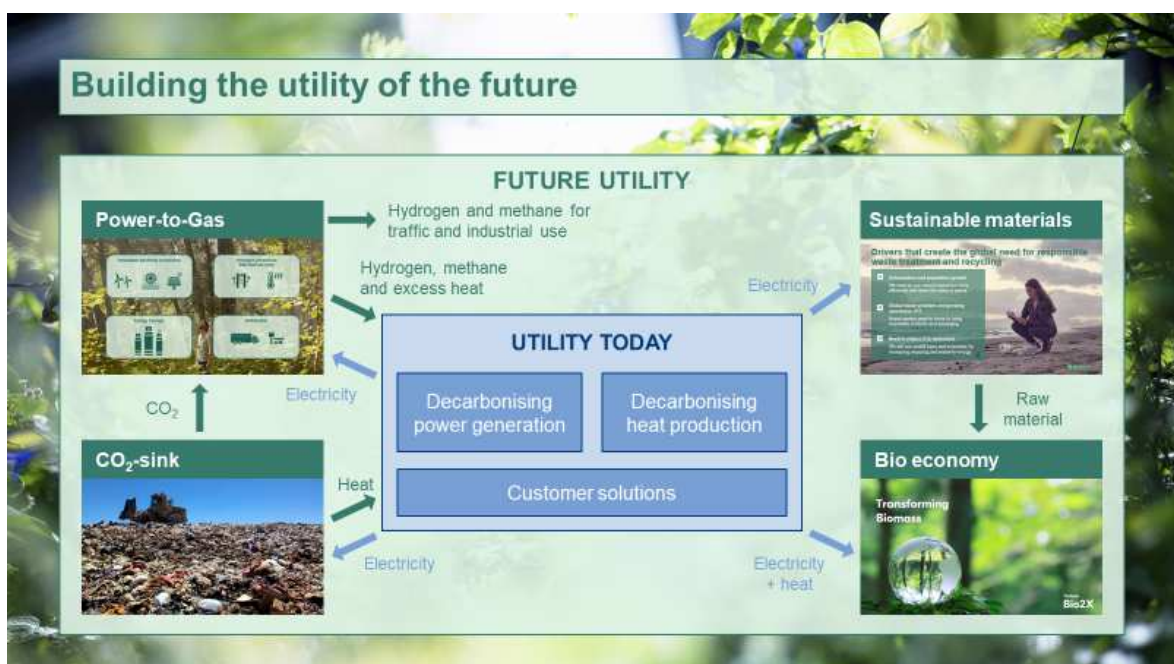 Building the utility of the future
FUTURE UTILITY
Power-to-Gas
Hydrogen and methane for
traffic and industrial use
Hydrogen, methane
and excess heat
Electricity
CO₂
CO₂-sink
Heat
Electricity
UTILITY TODAY
Decarbonising
power generation
Decarbonising
heat production
Customer solutions
Electricity
Electricity
+ heat
Sustainable materials
Drivers that create the global need for responsible
waste treatment and recycling
Raw
material
Bio economy
Transforming
Biomass
Bio2X